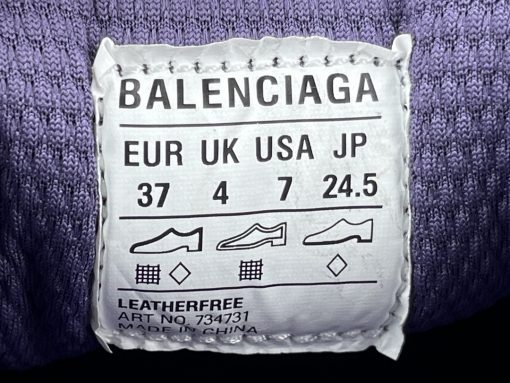 BALENCIAGA
EUR UK USA JP
37 4 7 24.5
LEATHERFREE
ART NO. 734731
MADE IN CHINA